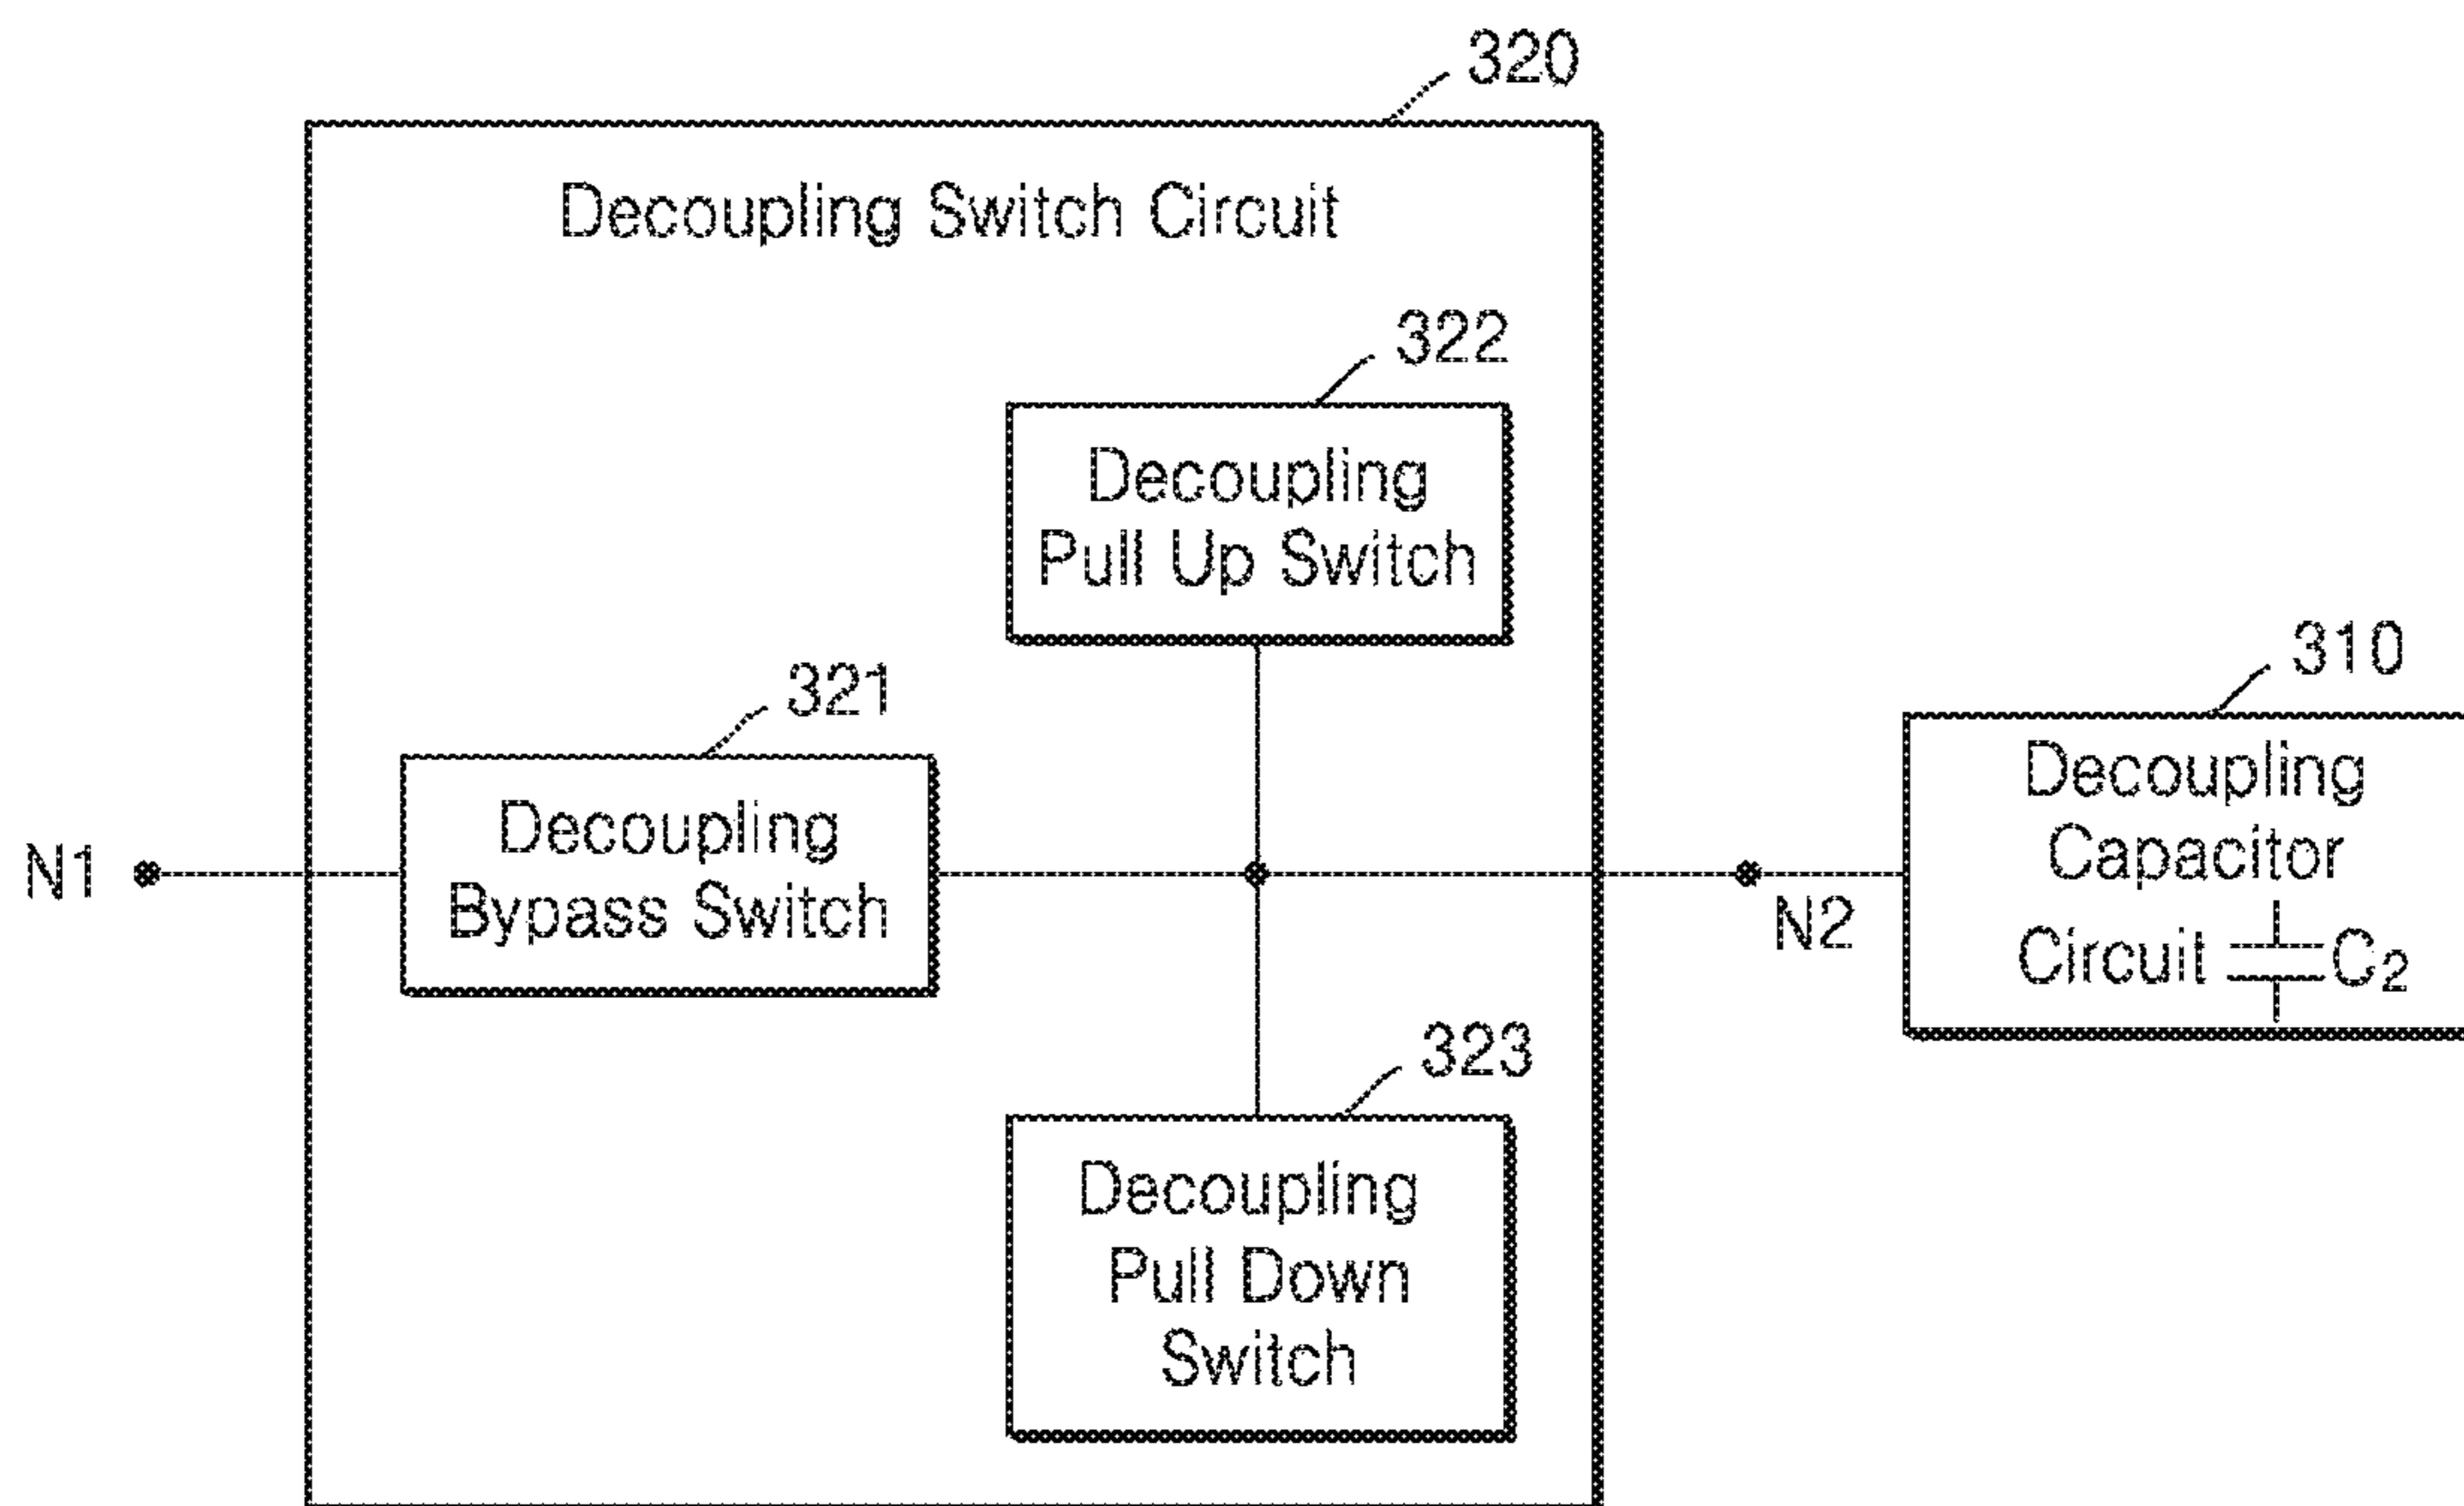 320
Decoupling Switch Circuit
322
Decoupling
Pull Up Switch
321
Decoupling
Bypass Switch
N1
N2
310
Decoupling
Capacitor
Circuit C₂
323
Decoupling
Pull Down
Switch